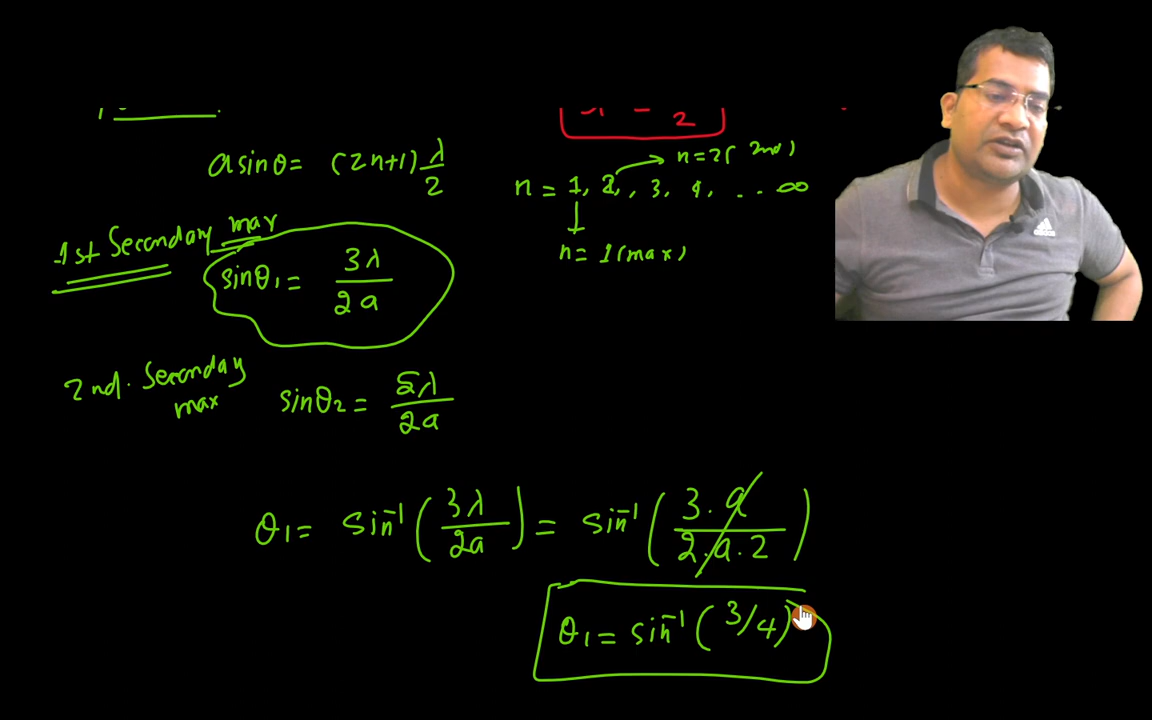 a sinθ = (2n+1) λ/2
n = 1, 2, 3, 4, . . . ∞
n=2( 2nd)
n = 1(max)
1st Secondary max
sinθ₁ = 3λ/2a
2nd. Seconday max
sinθ₂ = 5λ/2a
θ₁ = sin⁻¹ (3λ/2a) = sin⁻¹ (3.a/2.a.2)
θ₁ = sin⁻¹ (3/4)
adidas